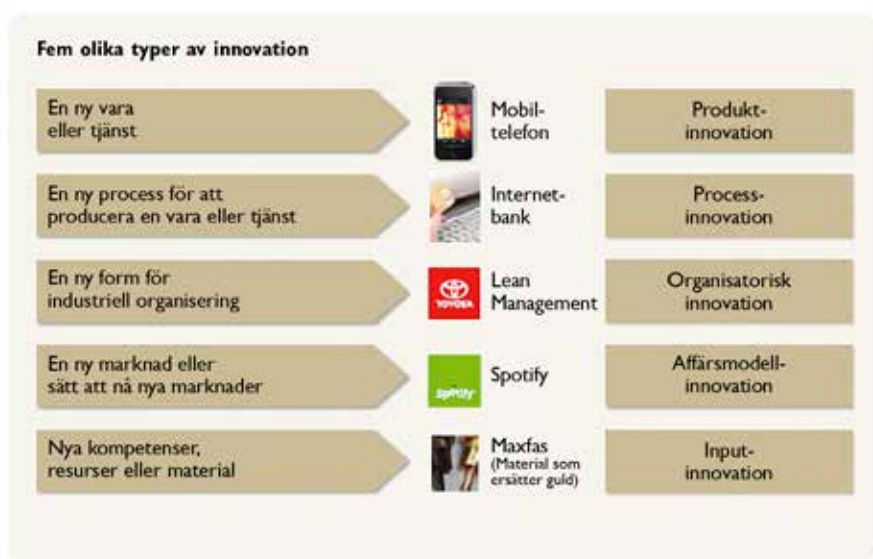 Fem olika typer av innovation
En ny vara
eller tjänst
Mobil-
telefon
Produkt-
innovation
En ny process för att
producera en vara eller tjänst
Internet-
bank
Process-
innovation
En ny form för
industriell organisering
TOYOTA
Lean
Management
Organisatorisk
innovation
En ny marknad eller
sätt att nå nya marknader
Spotify
Spotify
Affärsmodell-
innovation
Nya kompetenser,
resurser eller material
Maxfas
(Material som
ersätter guld)
Input-
innovation